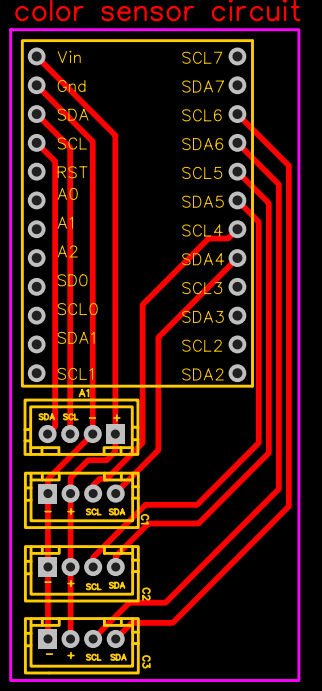 color sensor circuit
Vin SCL7
Gnd SDA7
SDA SCL6
SCL SDA6
RST SCL5
A0 SDA5
A1 SCL4
A2 SDA4
SD0 SCL3
SCL0 SDA3
SDA1 SCL2
SCL1 SDA2
A1
SDA SCL - +
- + SCL SDA
C1
- + SCL SDA
C2
- + SCL SDA
C3